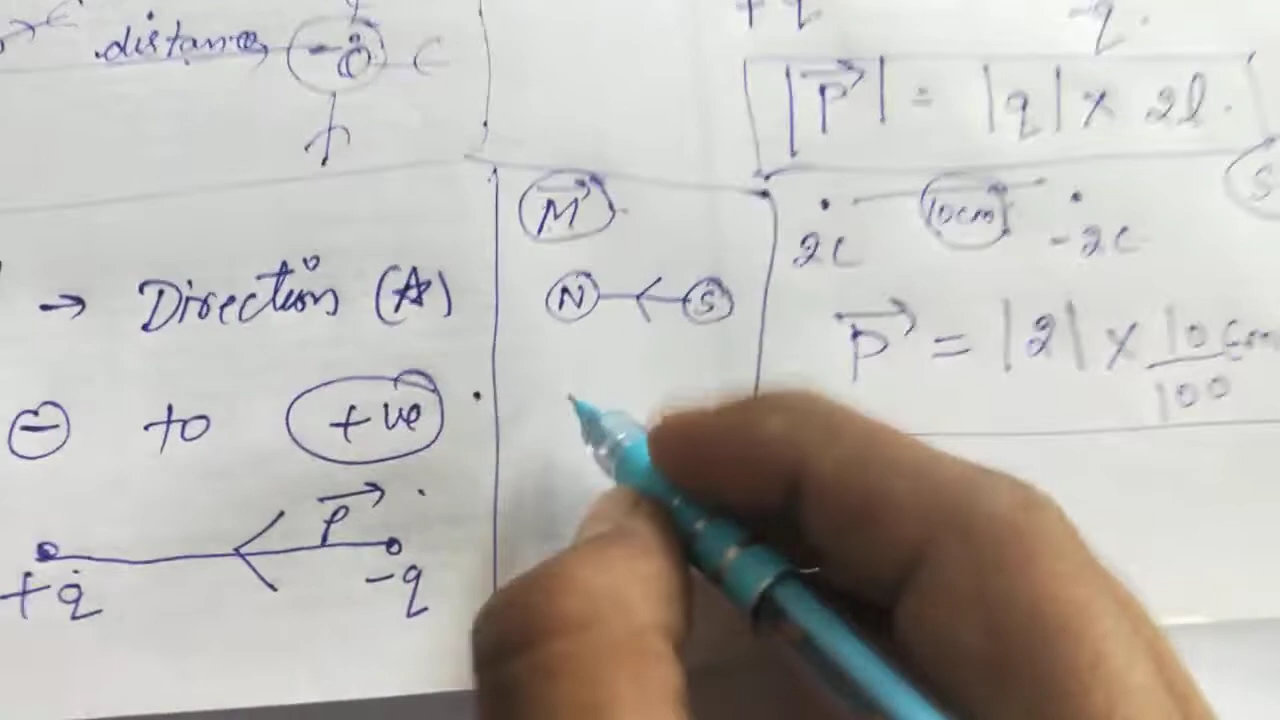 distance
+q -q.
|P| = |q| × 2l.
M
10cm
2C -2C
N S
→ Direction (A)
P = |2| × 10cm
100
⊖ to +ve
P
+q -q